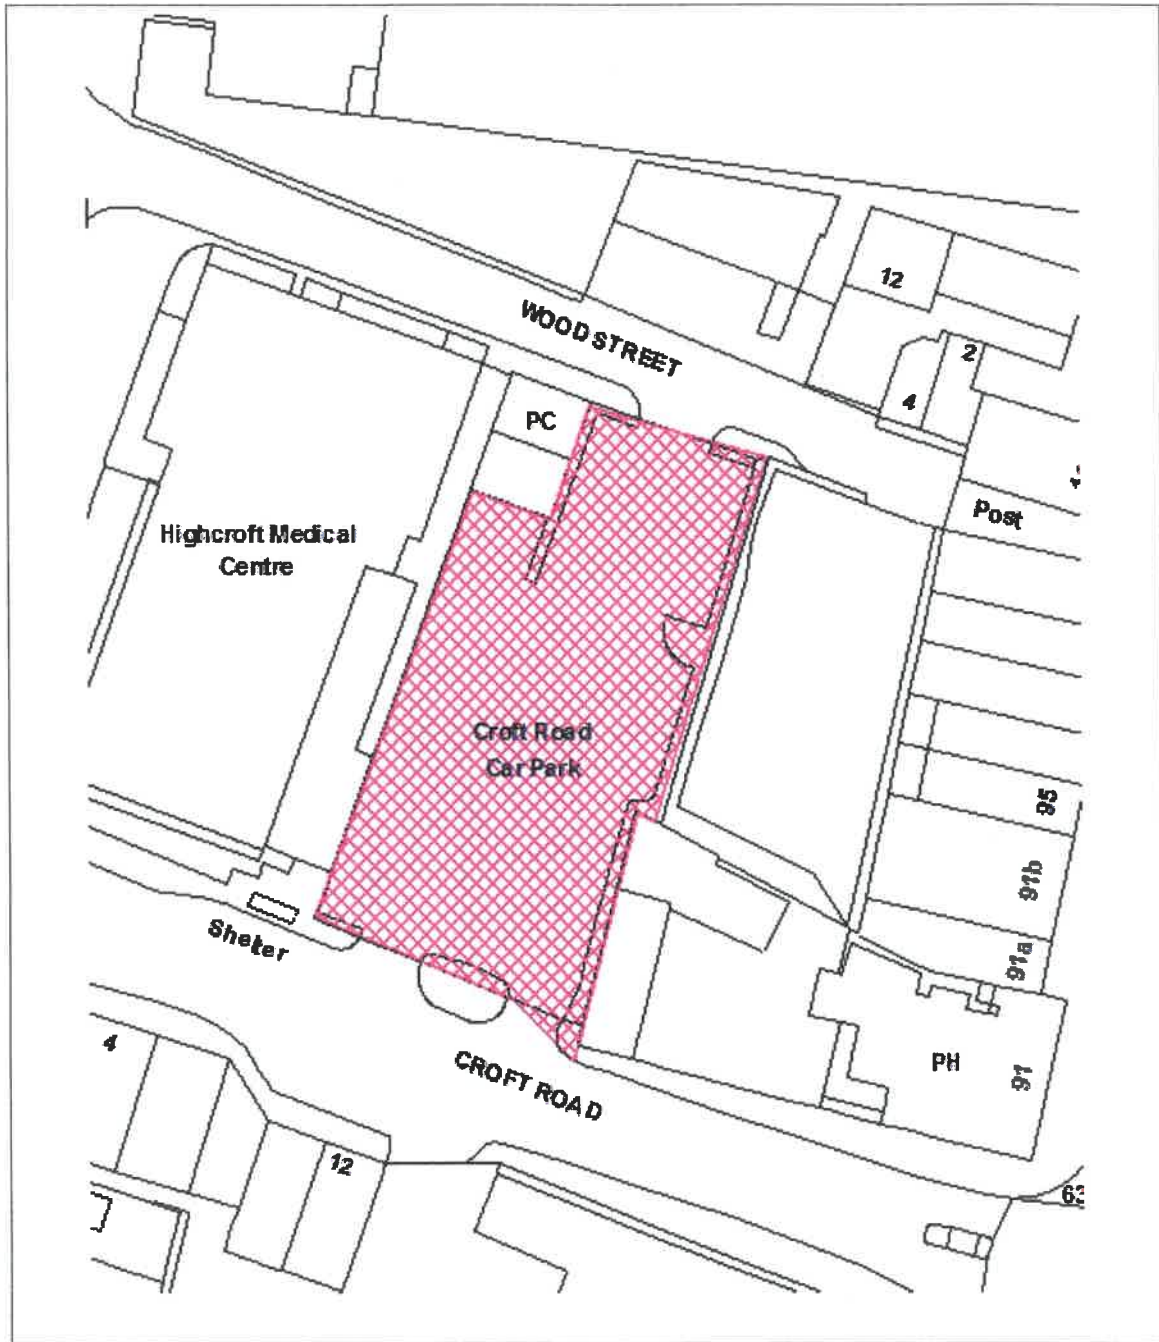 12
2
4
WOOD STREET
PC
Post
Highcroft Medical
Centre
Croft Road
Car Park
95
91b
91a
Shelter
PH
91
4
CROFT ROAD
12
63